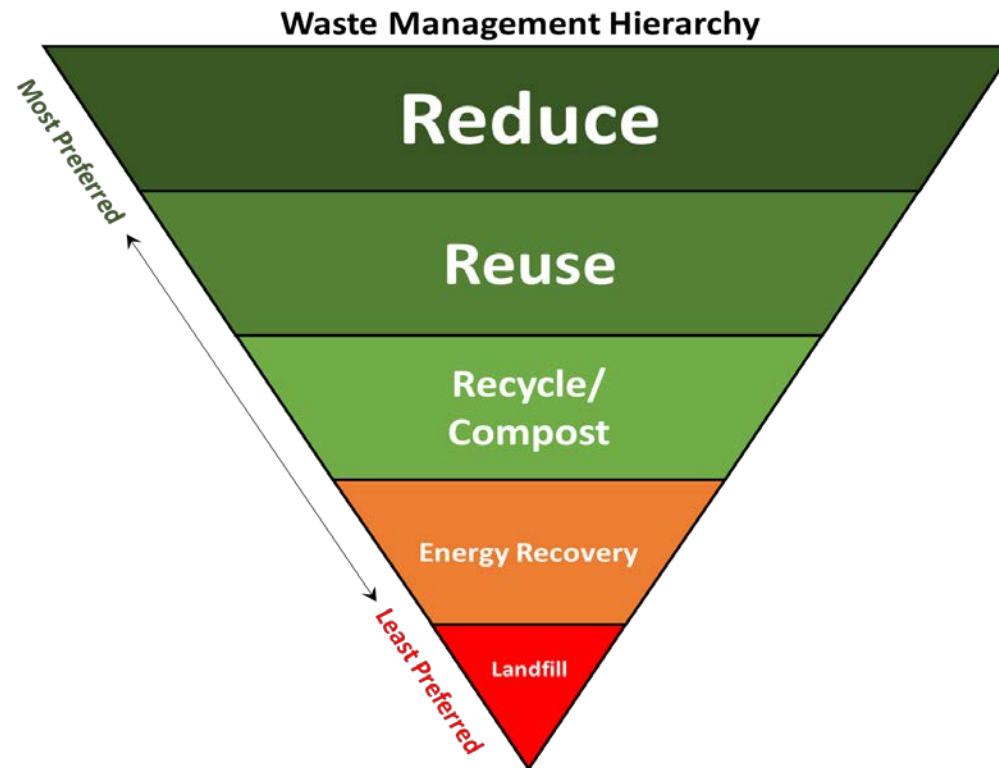 Waste Management Hierarchy
Most Preferred
Reduce
Reuse
Recycle/
Compost
Energy Recovery
Least Preferred
Landfill